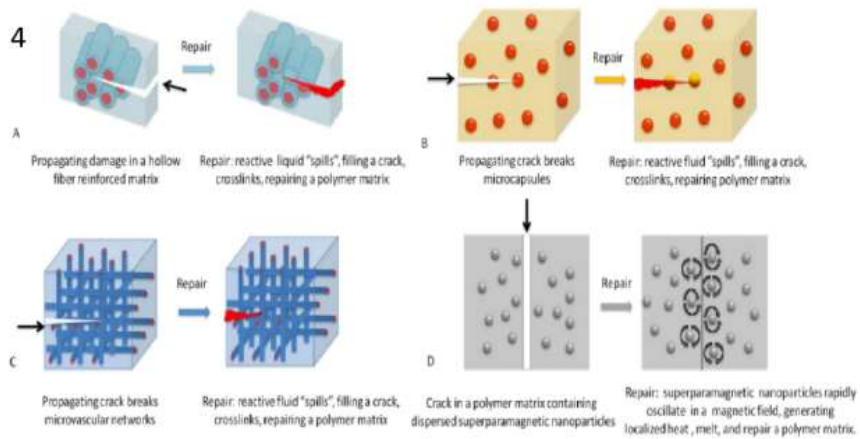 4
Repair
A
Propagating damage in a hollow
fiber reinforced matrix
Repair: reactive liquid "spills", filling a crack,
crosslinks, repairing a polymer matrix
Repair
B
Propagating crack breaks
microcapsules
Repair: reactive fluid "spills", filling a crack,
crosslinks, repairing polymer matrix
Repair
C
Propagating crack breaks
microvascular networks
Repair: reactive fluid "spills", filling a crack,
crosslinks, repairing a polymer matrix
Repair
D
Crack in a polymer matrix containing
dispersed superparamagnetic nanoparticles
Repair: superparamagnetic nanoparticles rapidly
oscillate in a magnetic field, generating
localized heat , melt, and repair a polymer matrix.